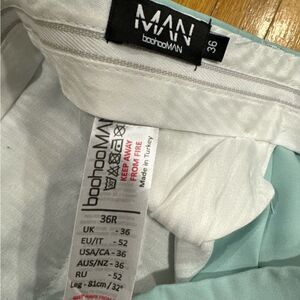 MAN
boohooMAN
36
boohooMAN
KEEP AWAY
FROM FIRE
Made in Turkey
36R
UK - 36
EU/IT - 52
USA/CA - 36
AUS/NZ - 36
RU - 52
Leg - 81cm / 32"